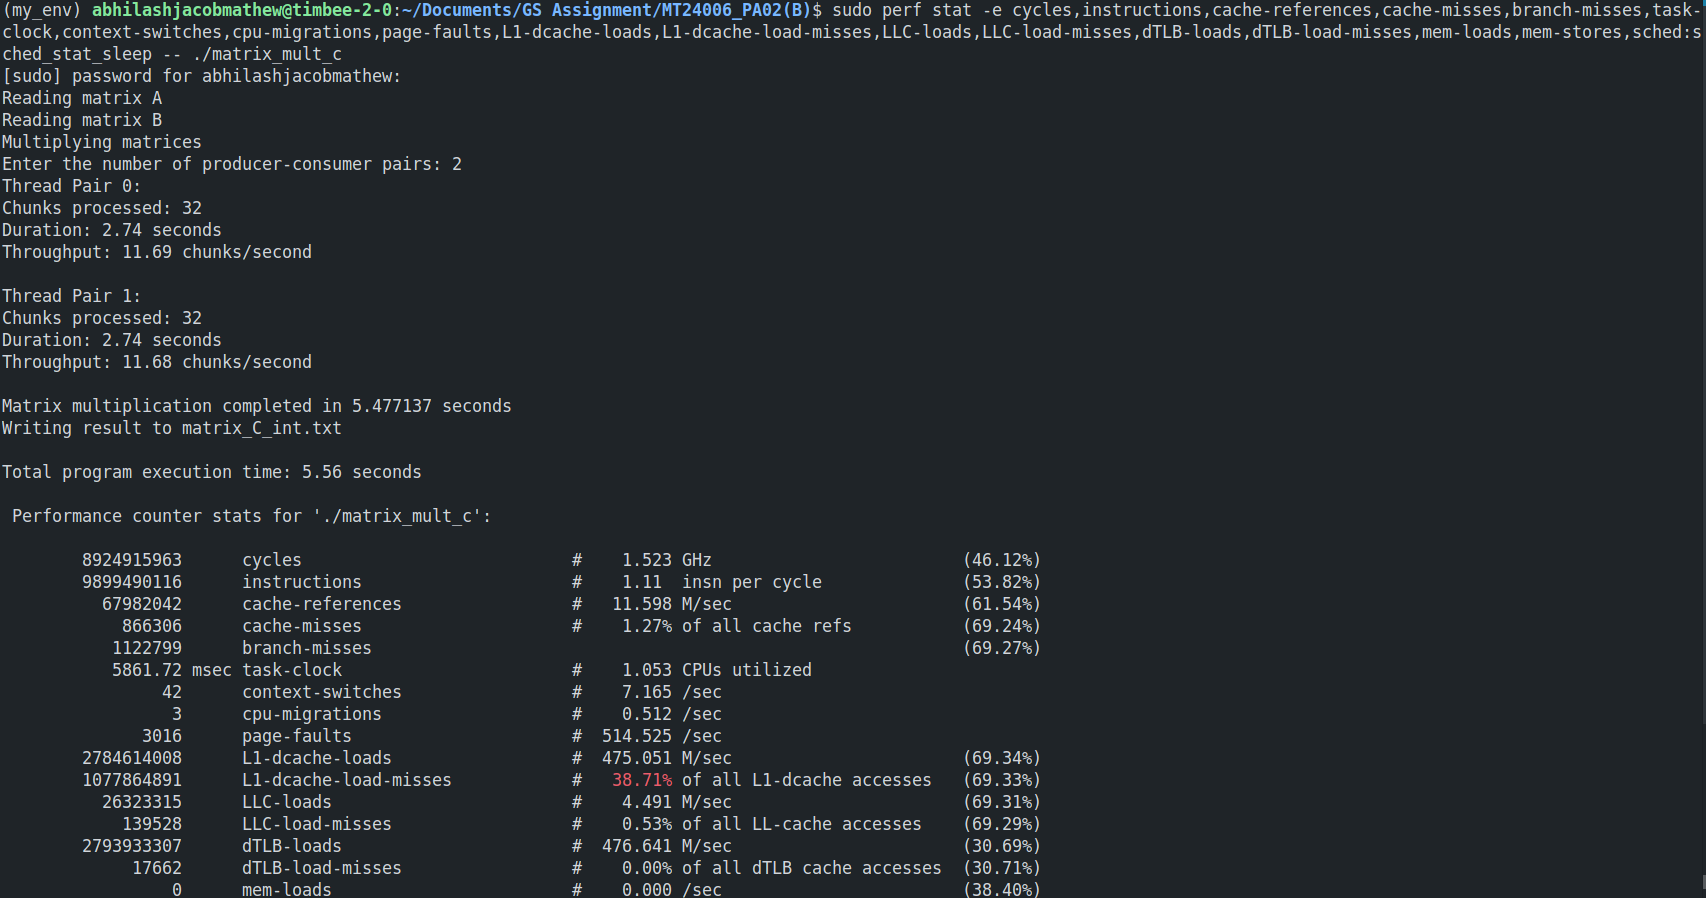 (my_env) abhilashjacobmathew@timbee-2-0:~/Documents/GS Assignment/MT24006_PA02(B)$ sudo perf stat -e cycles,instructions,cache-references,cache-misses,branch-misses,task-
clock,context-switches,cpu-migrations,page-faults,L1-dcache-loads,L1-dcache-load-misses,LLC-loads,LLC-load-misses,dTLB-loads,dTLB-load-misses,mem-loads,mem-stores,sched:s
ched_stat_sleep -- ./matrix_mult_c
[sudo] password for abhilashjacobmathew:
Reading matrix A
Reading matrix B
Multiplying matrices
Enter the number of producer-consumer pairs: 2
Thread Pair 0:
Chunks processed: 32
Duration: 2.74 seconds
Throughput: 11.69 chunks/second
Thread Pair 1:
Chunks processed: 32
Duration: 2.74 seconds
Throughput: 11.68 chunks/second
Matrix multiplication completed in 5.477137 seconds
Writing result to matrix_C_int.txt
Total program execution time: 5.56 seconds
Performance counter stats for './matrix_mult_c':
8924915963 cycles # 1.523 GHz (46.12%)
9899490116 instructions # 1.11 insn per cycle (53.82%)
67982042 cache-references # 11.598 M/sec (61.54%)
866306 cache-misses # 1.27% of all cache refs (69.24%)
1122799 branch-misses (69.27%)
5861.72 msec task-clock # 1.053 CPUs utilized
42 context-switches # 7.165 /sec
3 cpu-migrations # 0.512 /sec
3016 page-faults # 514.525 /sec
2784614008 L1-dcache-loads # 475.051 M/sec (69.34%)
1077864891 L1-dcache-load-misses # 38.71% of all L1-dcache accesses (69.33%)
26323315 LLC-loads # 4.491 M/sec (69.31%)
139528 LLC-load-misses # 0.53% of all LL-cache accesses (69.29%)
2793933307 dTLB-loads # 476.641 M/sec (30.69%)
17662 dTLB-load-misses # 0.00% of all dTLB cache accesses (30.71%)
0 mem-loads # 0.000 /sec (38.40%)